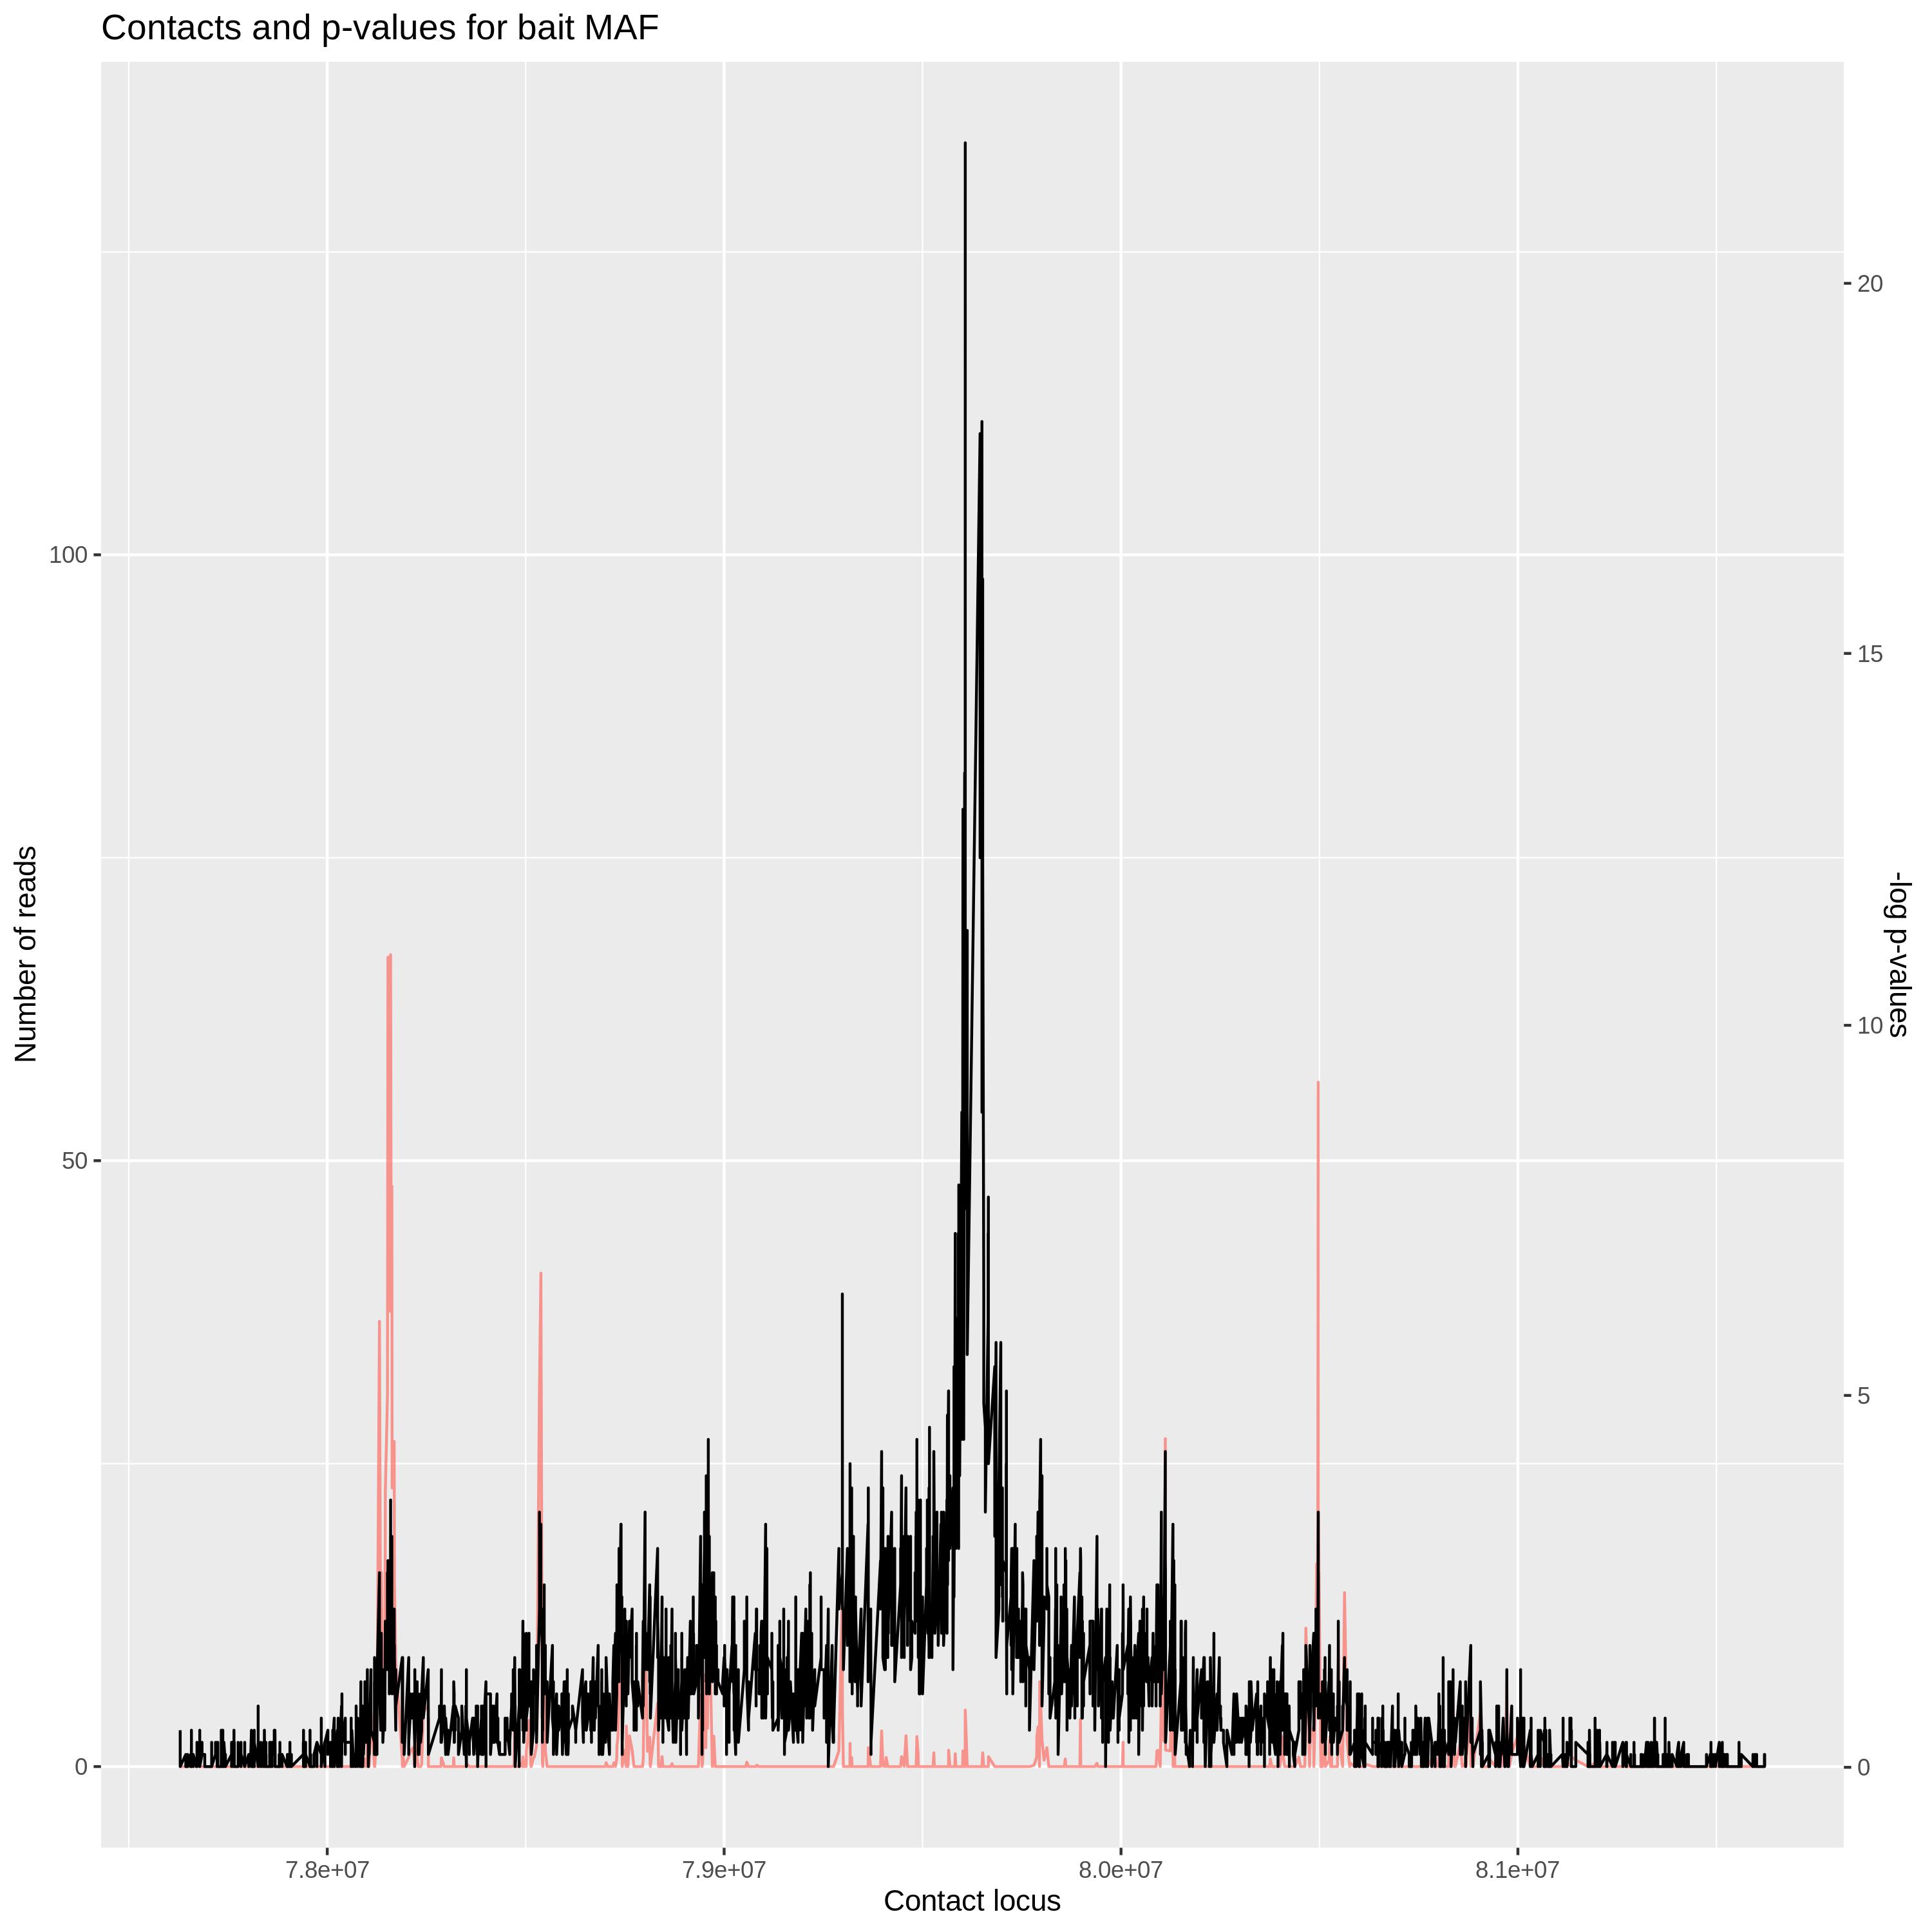 Contacts and p-values for bait MAF
Number of reads
100
50
0
20
15
10
5
0
-log p-values
7.8e+07
7.9e+07
8.0e+07
8.1e+07
Contact locus